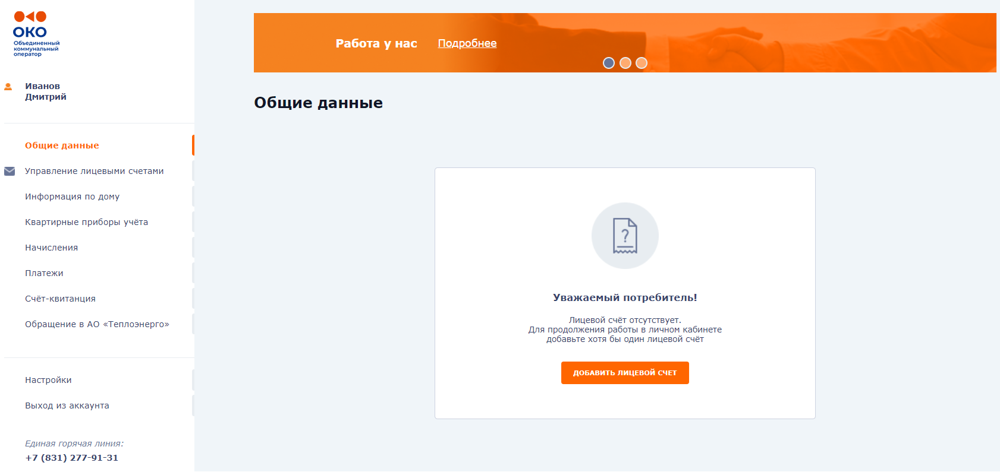 ОКО
Объединенный
коммунальный
оператор
Иванов
Дмитрий
Общие данные
Управление лицевыми счетами
Информация по дому
Квартирные приборы учёта
Начисления
Платежи
Счёт-квитанция
Обращение в АО «Теплоэнерго»
Настройки
Выход из аккаунта
Единая горячая линия:
+7 (831) 277-91-31
Работа у нас Подробнее
Общие данные
?
Уважаемый потребитель!
Лицевой счёт отсутствует.
Для продолжения работы в личном кабинете
добавьте хотя бы один лицевой счёт
ДОБАВИТЬ ЛИЦЕВОЙ СЧЕТ